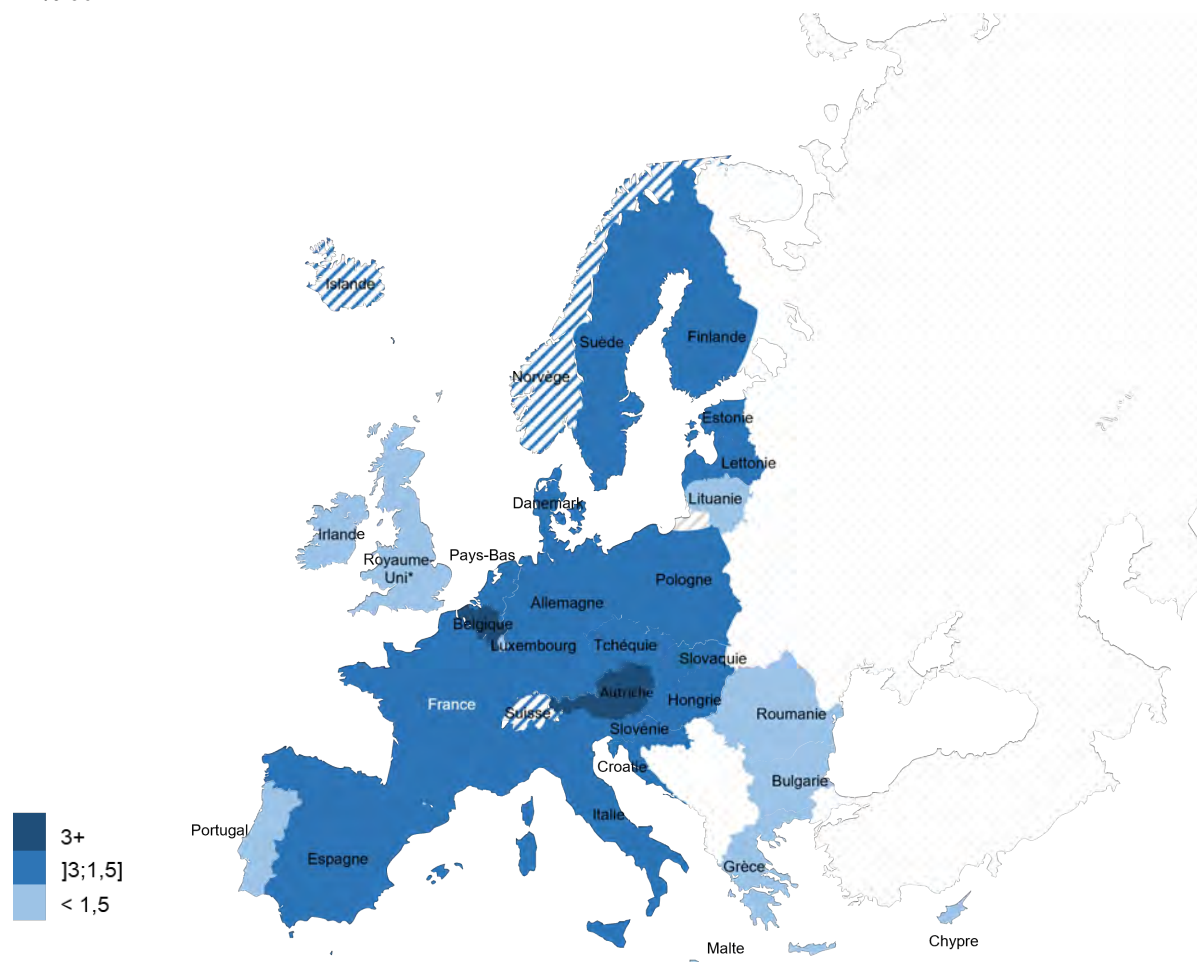 Islande
Suède
Finlande
Norvège
Estonie
Lettonie
Danemark
Lituanie
Irlande
Pays-Bas
Royaume-
Uni*
Pologne
Allemagne
Belgique
Luxembourg
Tchéquie
Slovaquie
Autriche
Hongrie
France
Suisse
Roumanie
Slovénie
Croatie
Bulgarie
Italie
Portugal
3+
Espagne
Grèce
]3;1,5]
< 1,5
Chypre
Malte